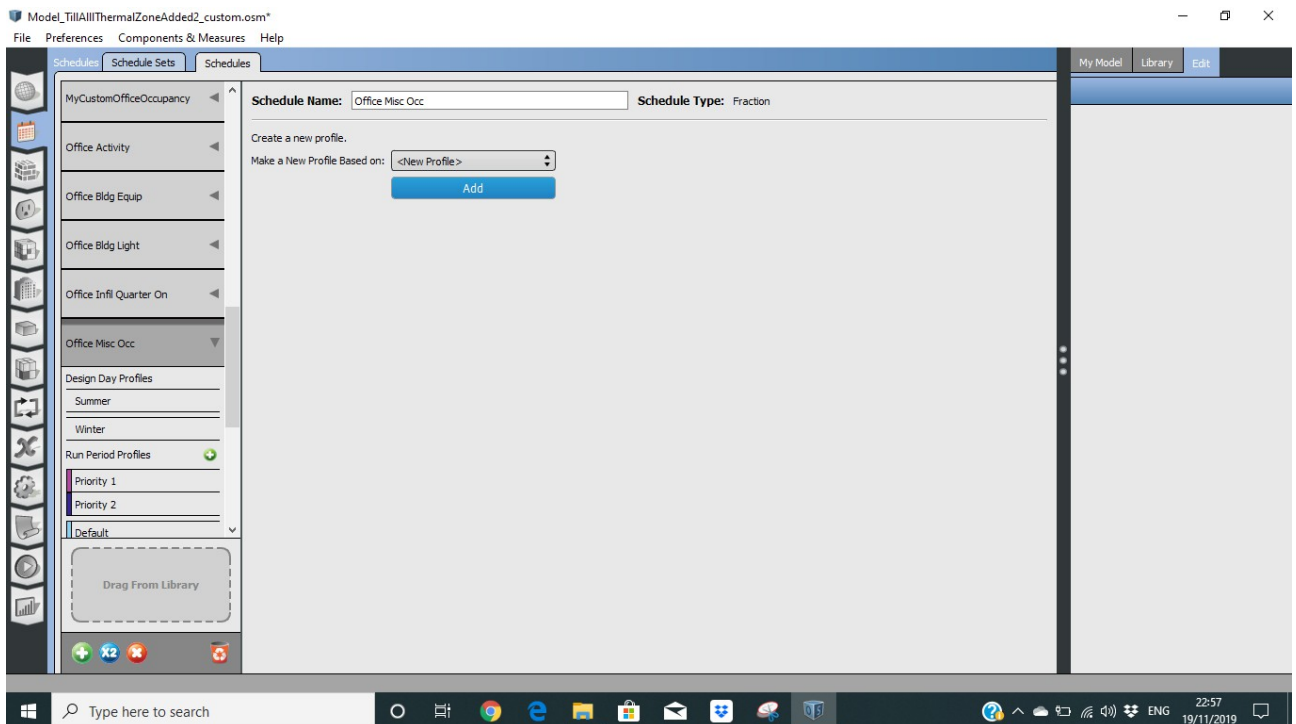 Model_TillAllIThermalZoneAdded2_custom.osm*
File Preferences Components & Measures Help
Schedules Schedule Sets Schedules
My Model Library Edit
MyCustomOfficeOccupancy
Office Activity
Office Bldg Equip
Office Bldg Light
Office Infil Quarter On
Office Misc Occ
Design Day Profiles
Summer
Winter
Run Period Profiles
Priority 1
Priority 2
Default
Drag From Library
X2
Schedule Name: Office Misc Occ Schedule Type: Fraction
Create a new profile.
Make a New Profile Based on: <New Profile>
Add
Type here to search
ENG
22:57
19/11/2019